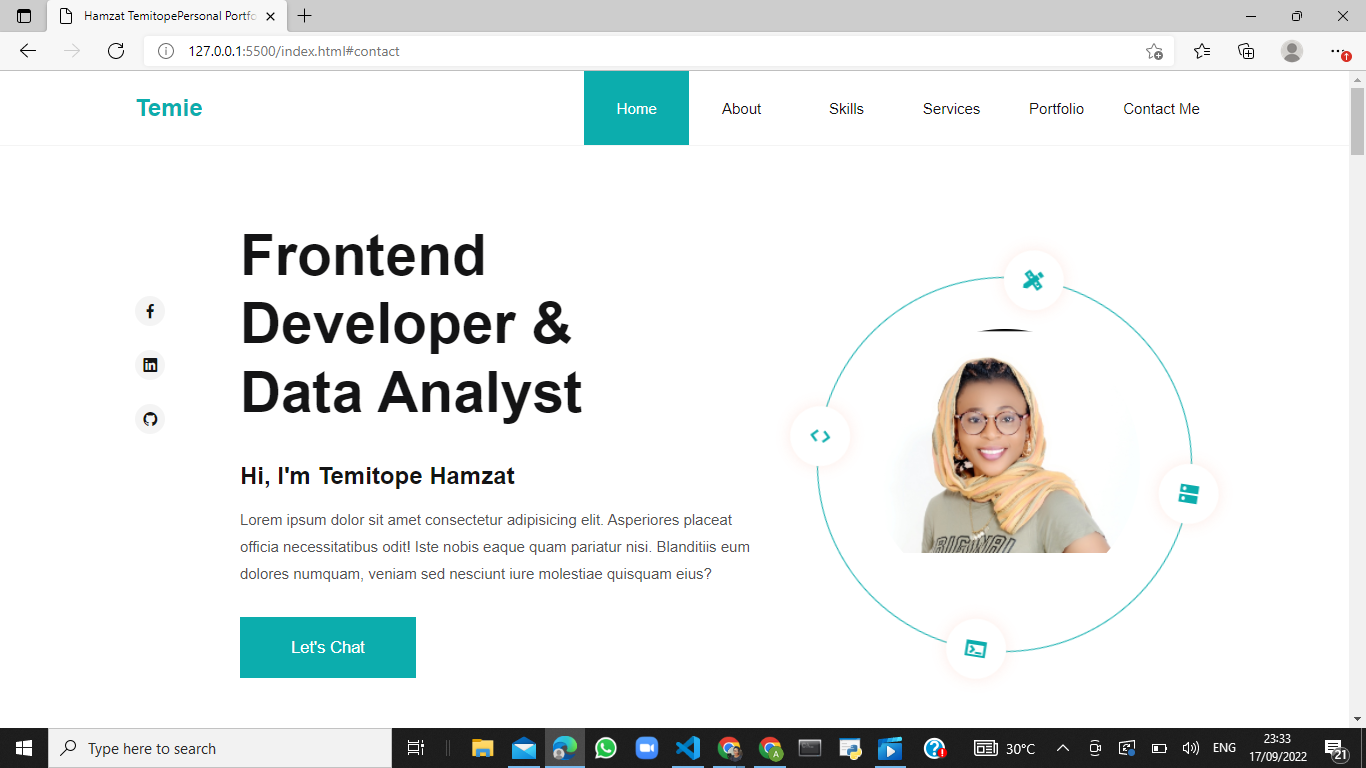 Hamzat TemitopePersonal Portfo
127.0.0.1:5500/index.html#contact
Temie
Home
About
Skills
Services
Portfolio
Contact Me
Frontend
Developer &
Data Analyst
Hi, I'm Temitope Hamzat
Lorem ipsum dolor sit amet consectetur adipisicing elit. Asperiores placeat
officia necessitatibus odit! Iste nobis eaque quam pariatur nisi. Blanditiis eum
dolores numquam, veniam sed nesciunt iure molestiae quisquam eius?
Let's Chat
Type here to search
30°C
ENG
23:33
17/09/2022
21